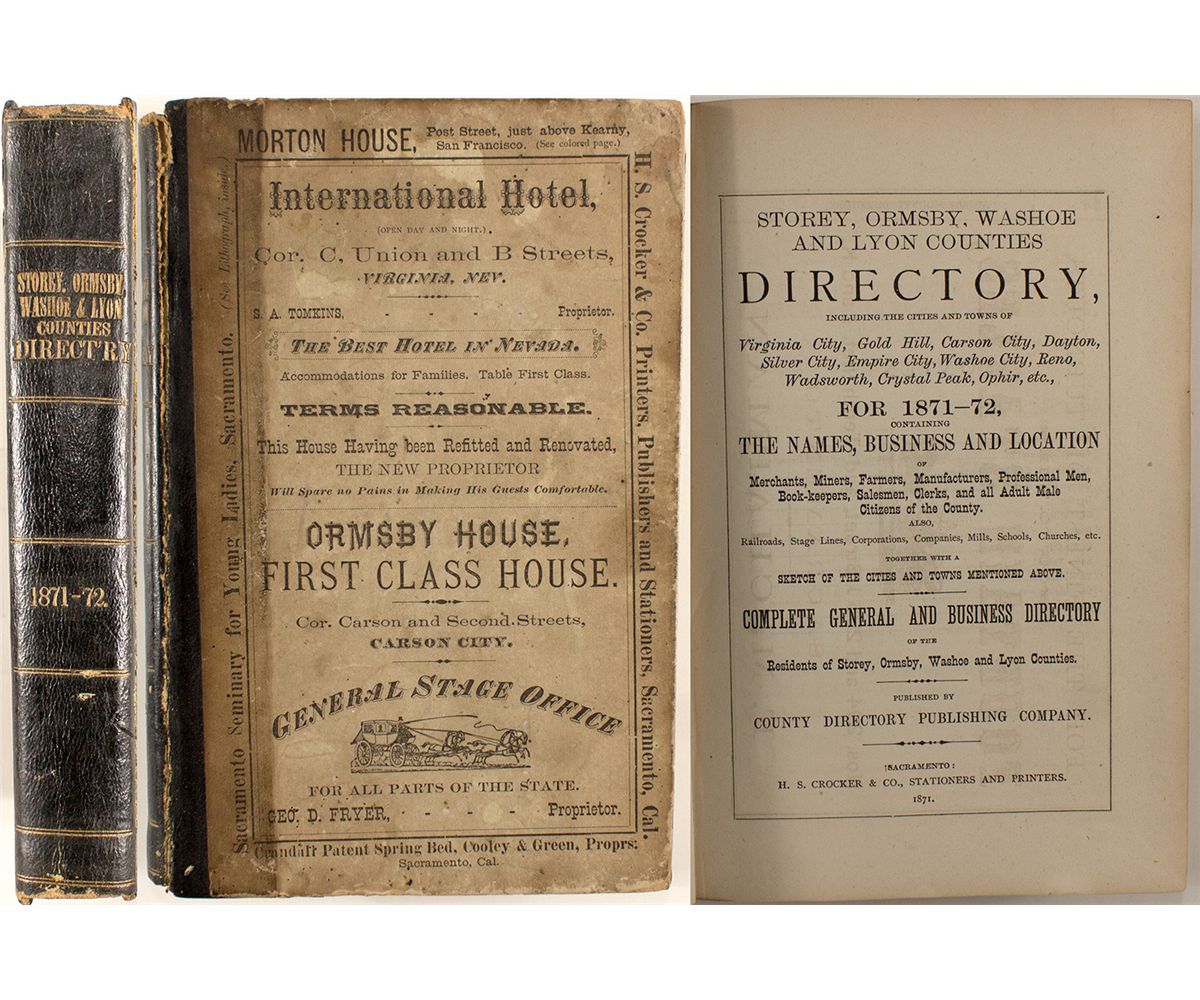 STOREY, ORMSBY,
WASHOE & LYON
COUNTIES
DIRECT'RY
1871-72.
MORTON HOUSE, Post Street, just above Kearny,
San Francisco. (See colored page.)
Sacramento Seminary for Young Ladies, Sacramento. (See Lithograph, inside.)
International Hotel,
(OPEN DAY AND NIGHT.)
Cor. C, Union and B Streets,
VIRGINIA, NEV.
S. A. TOMKINS, - - - - Proprietor.
THE BEST HOTEL IN NEVADA.
Accommodations for Families. Table First Class.
TERMS REASONABLE.
This House Having been Refitted and Renovated,
THE NEW PROPRIETOR
Will Spare no Pains in Making His Guests Comfortable.
ORMSBY HOUSE,
FIRST CLASS HOUSE.
Cor. Carson and Second Streets,
CARSON CITY.
GENERAL STAGE OFFICE
FOR ALL PARTS OF THE STATE.
GEO. D. FRYER, - - - - Proprietor.
H. S. Crocker & Co. Printers, Publishers and Stationers, Sacramento, Cal.
Crandall Patent Spring Bed, Cooley & Green, Proprs:
Sacramento, Cal.
STOREY, ORMSBY, WASHOE
AND LYON COUNTIES
DIRECTORY,
INCLUDING THE CITIES AND TOWNS OF
Virginia City, Gold Hill, Carson City, Dayton,
Silver City, Empire City, Washoe City, Reno,
Wadsworth, Crystal Peak, Ophir, etc.,
FOR 1871–72,
CONTAINING
THE NAMES, BUSINESS AND LOCATION
OF
Merchants, Miners, Farmers, Manufacturers, Professional Men,
Book-keepers, Salesmen, Clerks, and all Adult Male
Citizens of the County.
ALSO,
Railroads, Stage Lines, Corporations, Companies, Mills, Schools, Churches, etc.
TOGETHER WITH A
SKETCH OF THE CITIES AND TOWNS MENTIONED ABOVE.
COMPLETE GENERAL AND BUSINESS DIRECTORY
OF THE
Residents of Storey, Ormsby, Washoe and Lyon Counties.
PUBLISHED BY
COUNTY DIRECTORY PUBLISHING COMPANY.
SACRAMENTO:
H. S. CROCKER & CO., STATIONERS AND PRINTERS.
1871.